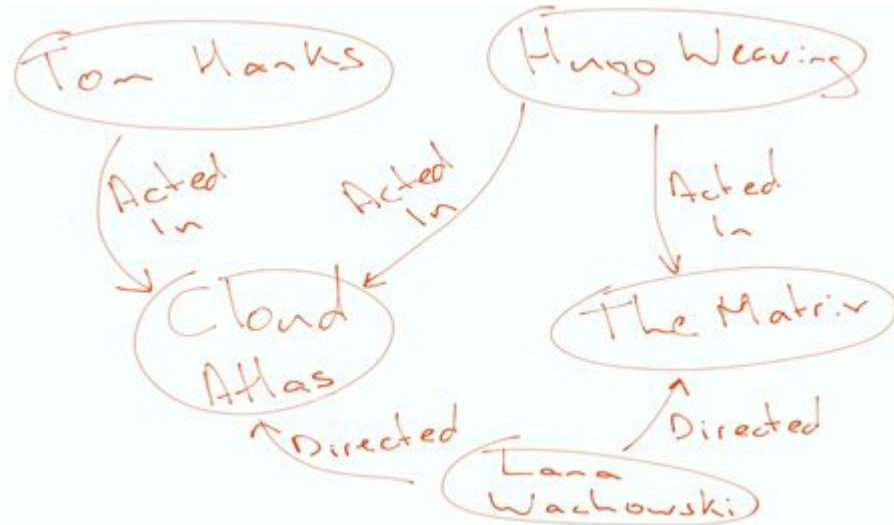 Tom Hanks
Hugo Weaving
Acted
In
Acted
In
Acted
In
Cloud
Atlas
The Matrix
Directed
Directed
Lana
Wachowski